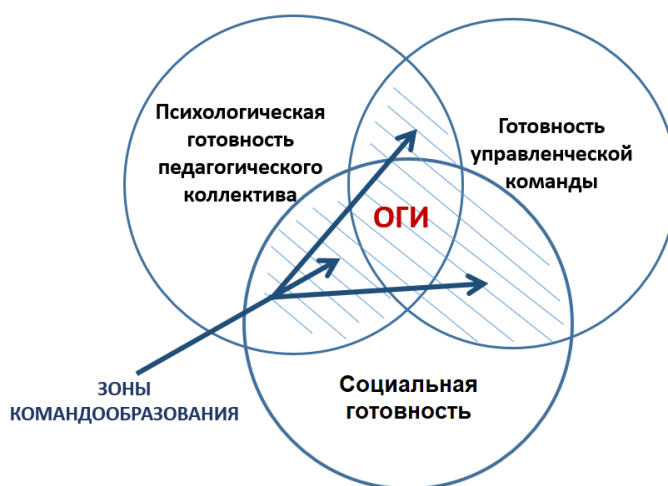 Психологическая
готовность
педагогического
коллектива
Готовность
управленческой
команды
ОГИ
Социальная
готовность
ЗОНЫ
КОМАНДООБРАЗОВАНИЯ